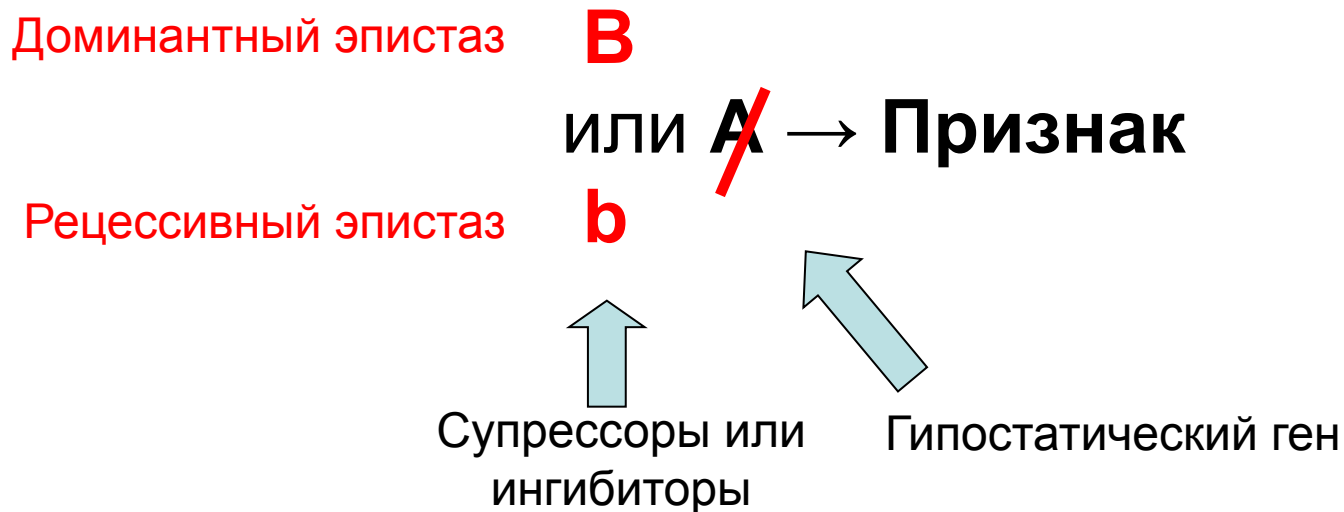 Доминантный эпистаз В
или А → Признак
Рецессивный эпистаз b
Супрессоры или
ингибиторы
Гипостатический ген